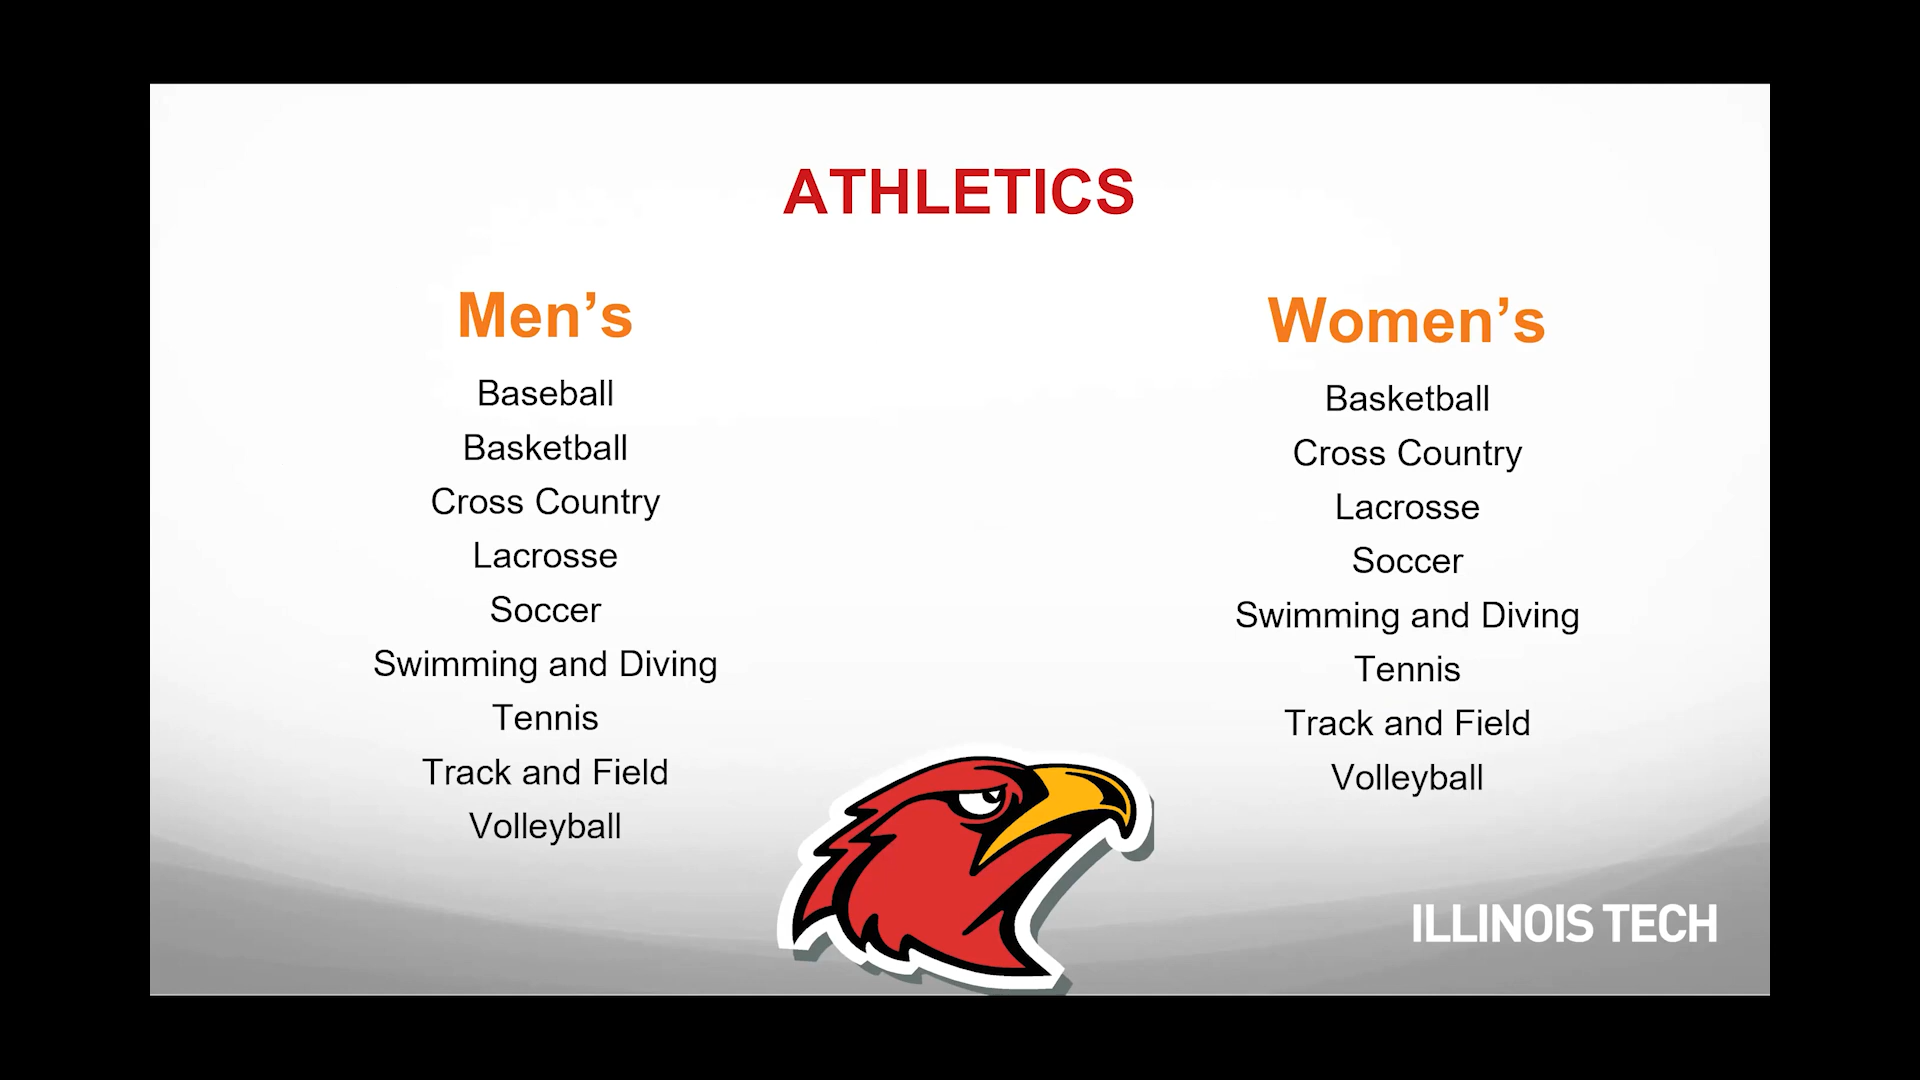 ATHLETICS
Men’s
Baseball
Basketball
Cross Country
Lacrosse
Soccer
Swimming and Diving
Tennis
Track and Field
Volleyball
Women’s
Basketball
Cross Country
Lacrosse
Soccer
Swimming and Diving
Tennis
Track and Field
Volleyball
ILLINOIS TECH